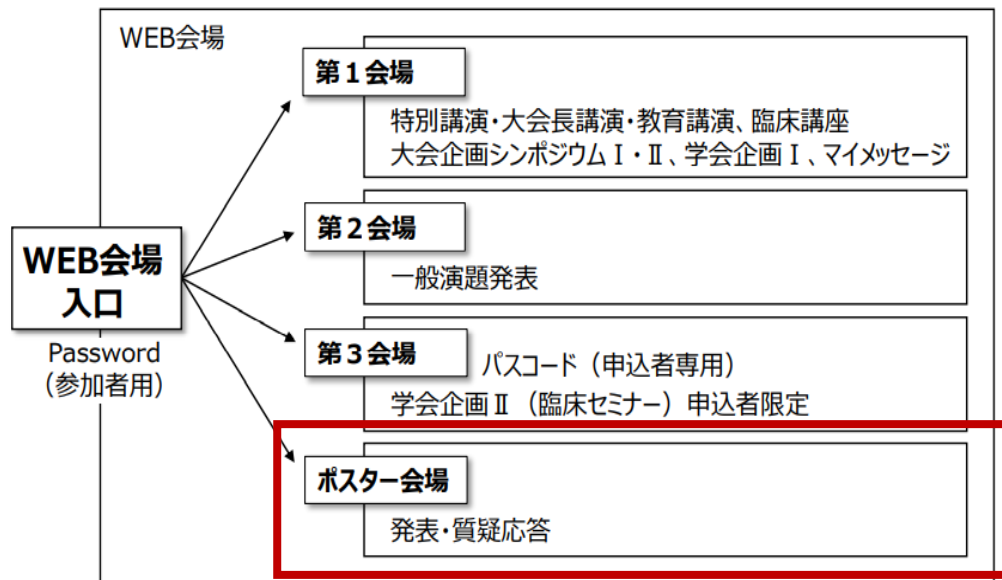 WEB会場
第1会場
特別講演・大会長講演・教育講演、臨床講座
大会企画シンポジウムⅠ・Ⅱ、学会企画Ⅰ、マイメッセージ
第2会場
一般演題発表
WEB会場
入口
Password
（参加者用）
第3会場
パスコード（申込者専用）
学会企画Ⅱ（臨床セミナー）申込者限定
ポスター会場
発表・質疑応答